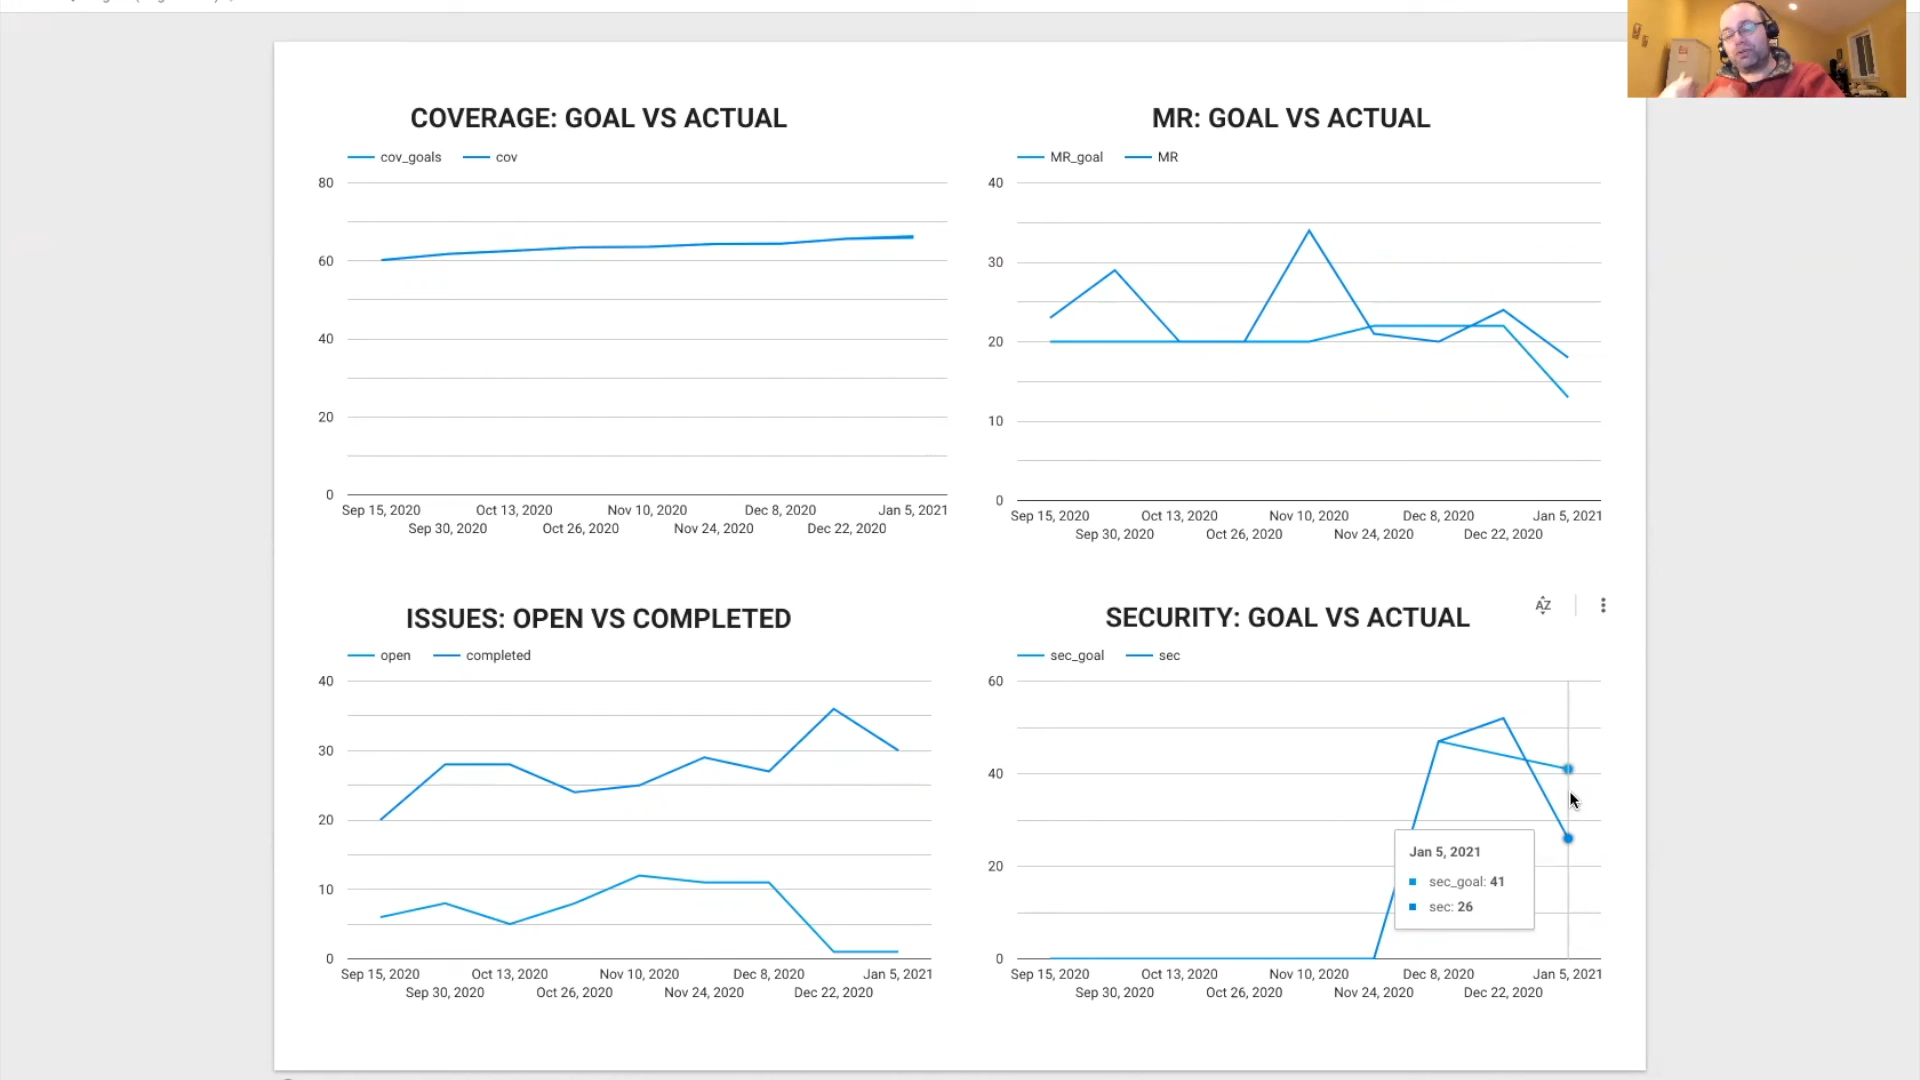 COVERAGE: GOAL VS ACTUAL
cov_goals cov
80
60
40
20
0
Sep 15, 2020 Oct 13, 2020 Nov 10, 2020 Dec 8, 2020 Jan 5, 2021
Sep 30, 2020 Oct 26, 2020 Nov 24, 2020 Dec 22, 2020
MR: GOAL VS ACTUAL
MR_goal MR
40
30
20
10
0
Sep 15, 2020 Oct 13, 2020 Nov 10, 2020 Dec 8, 2020 Jan 5, 2021
Sep 30, 2020 Oct 26, 2020 Nov 24, 2020 Dec 22, 2020
ISSUES: OPEN VS COMPLETED
open completed
40
30
20
10
0
Sep 15, 2020 Oct 13, 2020 Nov 10, 2020 Dec 8, 2020 Jan 5, 2021
Sep 30, 2020 Oct 26, 2020 Nov 24, 2020 Dec 22, 2020
SECURITY: GOAL VS ACTUAL
AZ
sec_goal sec
60
40
20
0
Jan 5, 2021
sec_goal: 41
sec: 26
Sep 15, 2020 Oct 13, 2020 Nov 10, 2020 Dec 8, 2020 Jan 5, 2021
Sep 30, 2020 Oct 26, 2020 Nov 24, 2020 Dec 22, 2020